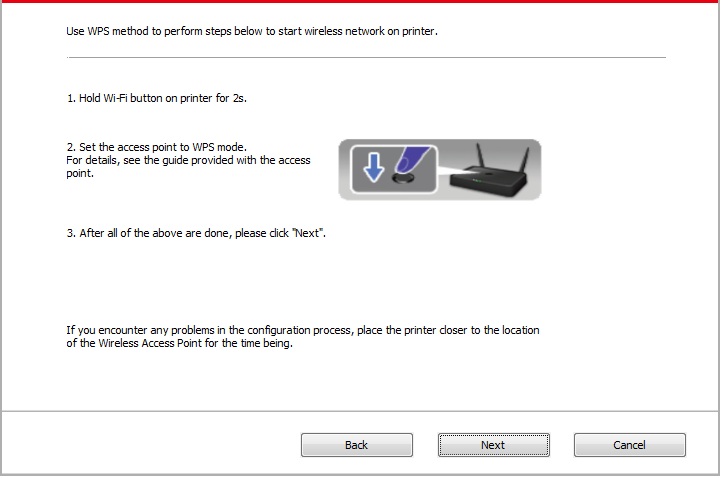 Use WPS method to perform steps below to start wireless network on printer.
1. Hold Wi-Fi button on printer for 2s.
2. Set the access point to WPS mode.
For details, see the guide provided with the access
point.
3. After all of the above are done, please click "Next".
If you encounter any problems in the configuration process, place the printer closer to the location
of the Wireless Access Point for the time being.
Back
Next
Cancel